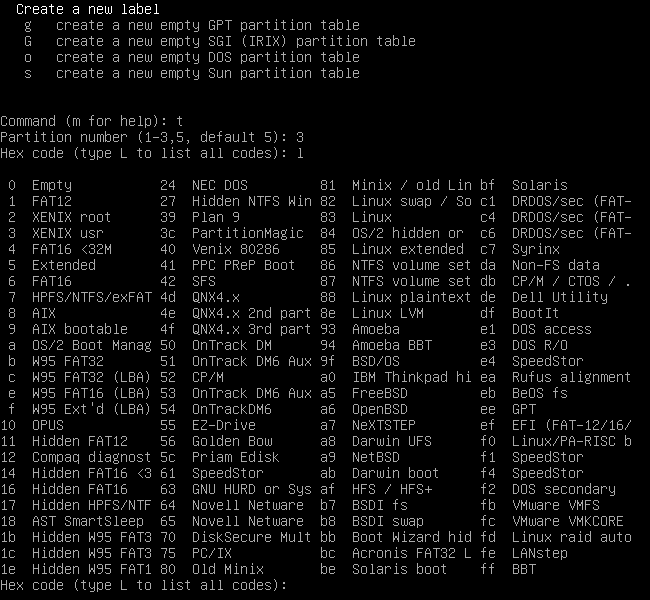 Create a new label
g create a new empty GPT partition table
G create a new empty SGI (IRIX) partition table
o create a new empty DOS partition table
s create a new empty Sun partition table
Command (m for help): t
Partition number (1-3,5, default 5): 3
Hex code (type L to list all codes): l
0 Empty 24 NEC DOS 81 Minix / old Lin bf Solaris
1 FAT12 27 Hidden NTFS Win 82 Linux swap / So c1 DRDOS/sec (FAT-
2 XENIX root 39 Plan 9 83 Linux c4 DRDOS/sec (FAT-
3 XENIX usr 3c PartitionMagic 84 OS/2 hidden or c6 DRDOS/sec (FAT-
4 FAT16 <32M 40 Venix 80286 85 Linux extended c7 Syrinx
5 Extended 41 PPC PReP Boot 86 NTFS volume set da Non-FS data
6 FAT16 42 SFS 87 NTFS volume set db CP/M / CTOS / .
7 HPFS/NTFS/exFAT 4d QNX4.x 88 Linux plaintext de Dell Utility
8 AIX 4e QNX4.x 2nd part 8e Linux LVM df BootIt
9 AIX bootable 4f QNX4.x 3rd part 93 Amoeba e1 DOS access
a OS/2 Boot Manag 50 OnTrack DM 94 Amoeba BBT e3 DOS R/O
b W95 FAT32 51 OnTrack DM6 Aux 9f BSD/OS e4 SpeedStor
c W95 FAT32 (LBA) 52 CP/M a0 IBM Thinkpad hi ea Rufus alignment
e W95 FAT16 (LBA) 53 OnTrack DM6 Aux a5 FreeBSD eb BeOS fs
f W95 Ext'd (LBA) 54 OnTrackDM6 a6 OpenBSD ee GPT
10 OPUS 55 EZ-Drive a7 NeXTSTEP ef EFI (FAT-12/16/
11 Hidden FAT12 56 Golden Bow a8 Darwin UFS f0 Linux/PA-RISC b
12 Compaq diagnost 5c Priam Edisk a9 NetBSD f1 SpeedStor
14 Hidden FAT16 <3 61 SpeedStor ab Darwin boot f4 SpeedStor
16 Hidden FAT16 63 GNU HURD or Sys af HFS / HFS+ f2 DOS secondary
17 Hidden HPFS/NTF 64 Novell Netware b7 BSDI fs fb VMware VMFS
18 AST SmartSleep 65 Novell Netware b8 BSDI swap fc VMware VMKCORE
1b Hidden W95 FAT3 70 DiskSecure Mult bb Boot Wizard hid fd Linux raid auto
1c Hidden W95 FAT3 75 PC/IX bc Acronis FAT32 L fe LANstep
1e Hidden W95 FAT1 80 Old Minix be Solaris boot ff BBT
Hex code (type L to list all codes):